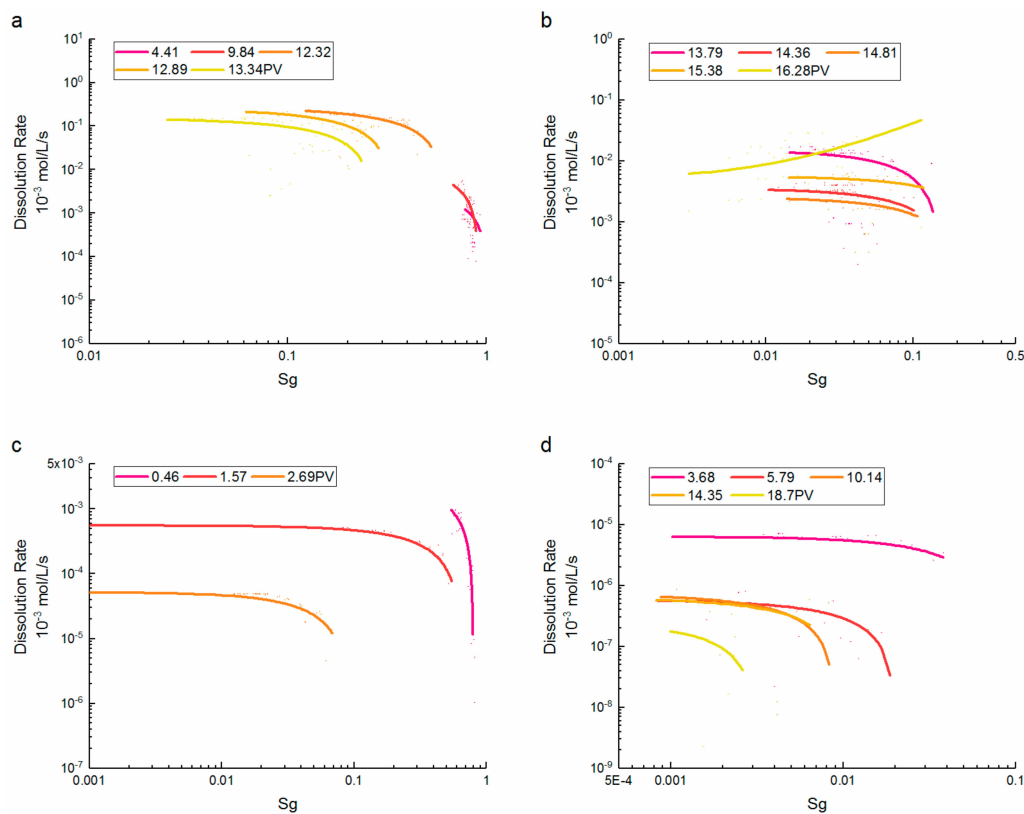 a
4.41 9.84 12.32
12.89 13.34PV
10¹
10⁰
10⁻¹
10⁻²
10⁻³
10⁻⁴
10⁻⁵
10⁻⁶
Dissolution Rate
10⁻³ mol/L/s
0.01 0.1 1
Sg
b
13.79 14.36 14.81
15.38 16.28PV
10⁰
10⁻¹
10⁻²
10⁻³
10⁻⁴
10⁻⁵
Dissolution Rate
10⁻³ mol/L/s
0.001 0.01 0.1 0.5
Sg
c
0.46 1.57 2.69PV
5x10⁻³
10⁻³
10⁻⁴
10⁻⁵
10⁻⁶
10⁻⁷
Dissolution Rate
10⁻³ mol/L/s
0.001 0.01 0.1 1
Sg
d
3.68 5.79 10.14
14.35 18.7PV
10⁻⁴
10⁻⁵
10⁻⁶
10⁻⁷
10⁻⁸
10⁻⁹
Dissolution Rate
10⁻³ mol/L/s
5E-4 0.001 0.01 0.1
Sg